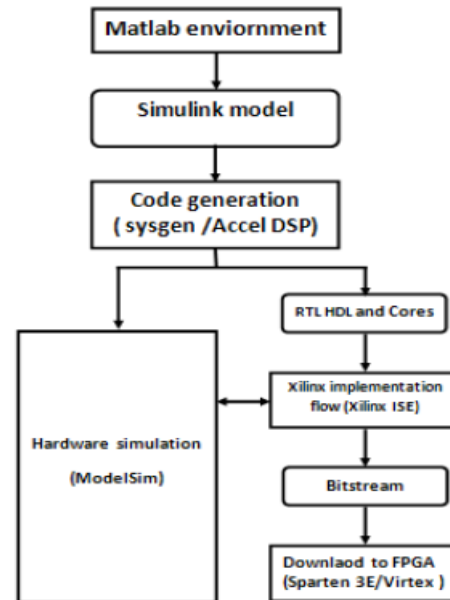 Matlab enviornment
Simulink model
Code generation
( sysgen /Accel DSP)
RTL HDL and Cores
Xilinx implementation
flow (Xilinx ISE)
Hardware simulation
(ModelSim)
Bitstream
Downlaod to FPGA
(Sparten 3E/Virtex )